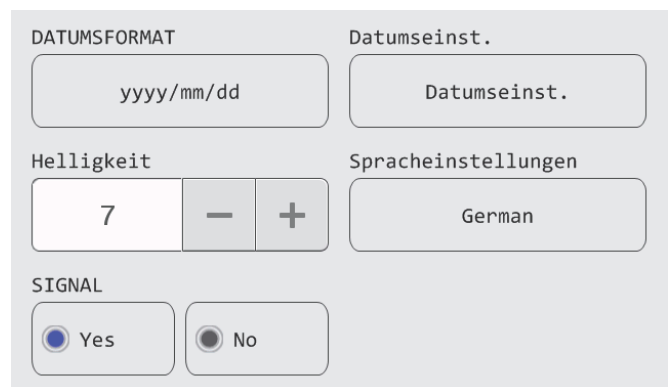 DATUMSFORMAT
Datumseinst.
yyyy/mm/dd
Datumseinst.
Helligkeit
Spracheinstellungen
7
German
SIGNAL
Yes
No